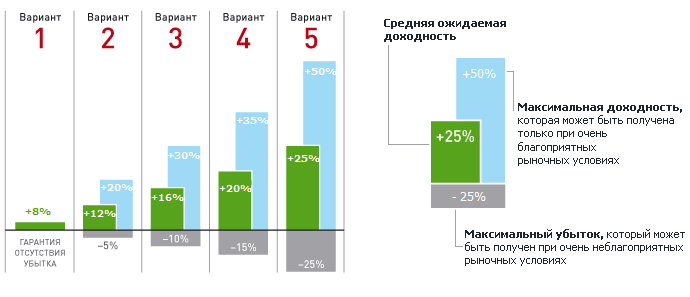 Вариант Вариант Вариант Вариант Вариант
1 2 3 4 5
+50%
+35%
+30%
+20%
+25%
+20%
+16%
+12%
+8%
ГАРАНТИЯ
ОТСУТСТВИЯ
УБЫТКА
–5%
–10%
–15%
–25%
Средняя ожидаемая
доходность
+50%
+25%
- 25%
Максимальная доходность,
которая может быть получена
только при очень
благоприятных
рыночных условиях
Максимальный убыток, который может
быть получен при очень неблагоприятных
рыночных условиях